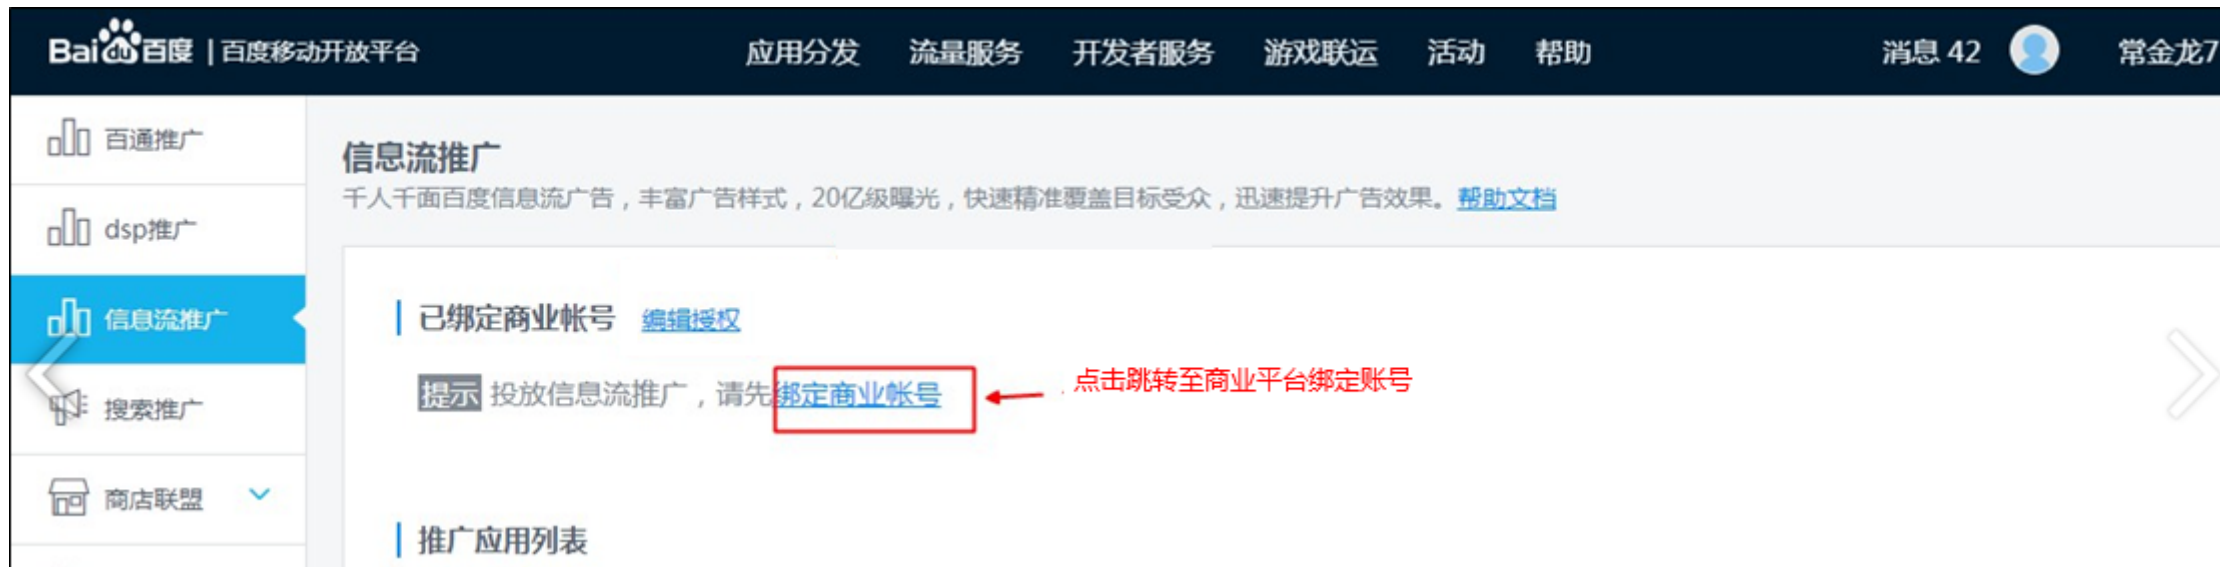 Bai du 百度 | 百度移动开放平台 应用分发 流量服务 开发者服务 游戏联运 活动 帮助 消息 42 常金龙7
百通推广
dsp推广
信息流推广
搜索推广
商店联盟
信息流推广
千人千面百度信息流广告，丰富广告样式，20亿级曝光，快速精准覆盖目标受众，迅速提升广告效果。帮助文档
已绑定商业帐号 编辑授权
提示 投放信息流推广，请先绑定商业帐号
点击跳转至商业平台绑定账号
推广应用列表